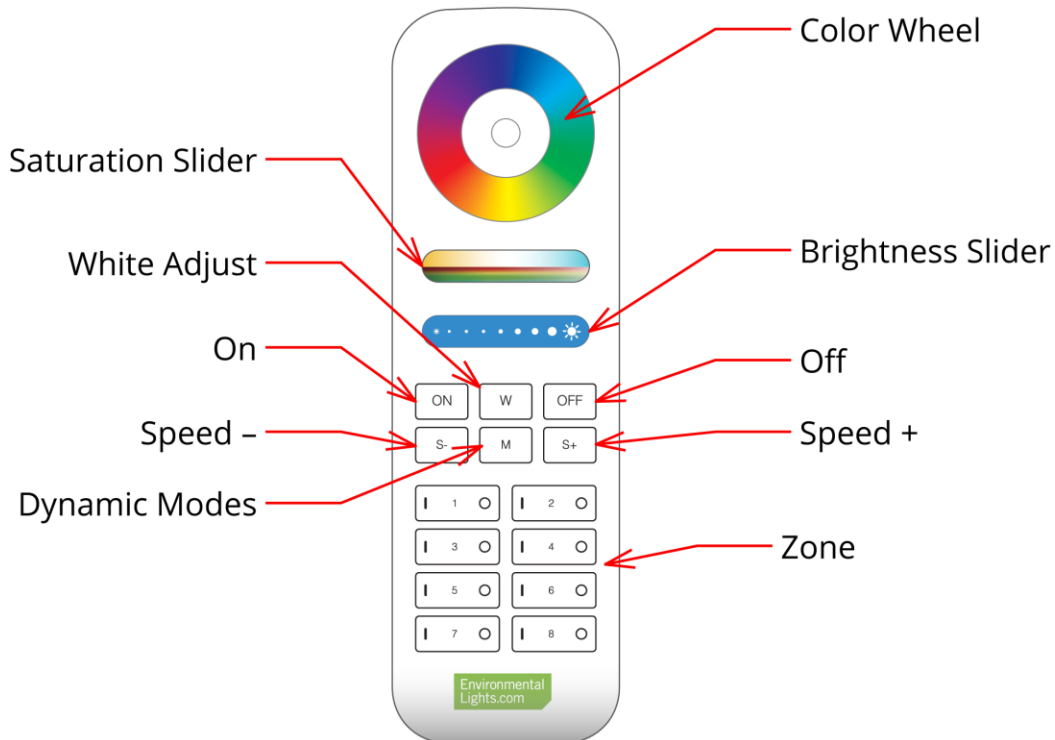 Color Wheel
Saturation Slider
White Adjust
Brightness Slider
On
Off
ON W OFF
Speed –
S- M S+
Speed +
Dynamic Modes
1 2
3 4
Zone
5 6
7 8
Environmental
Lights.com